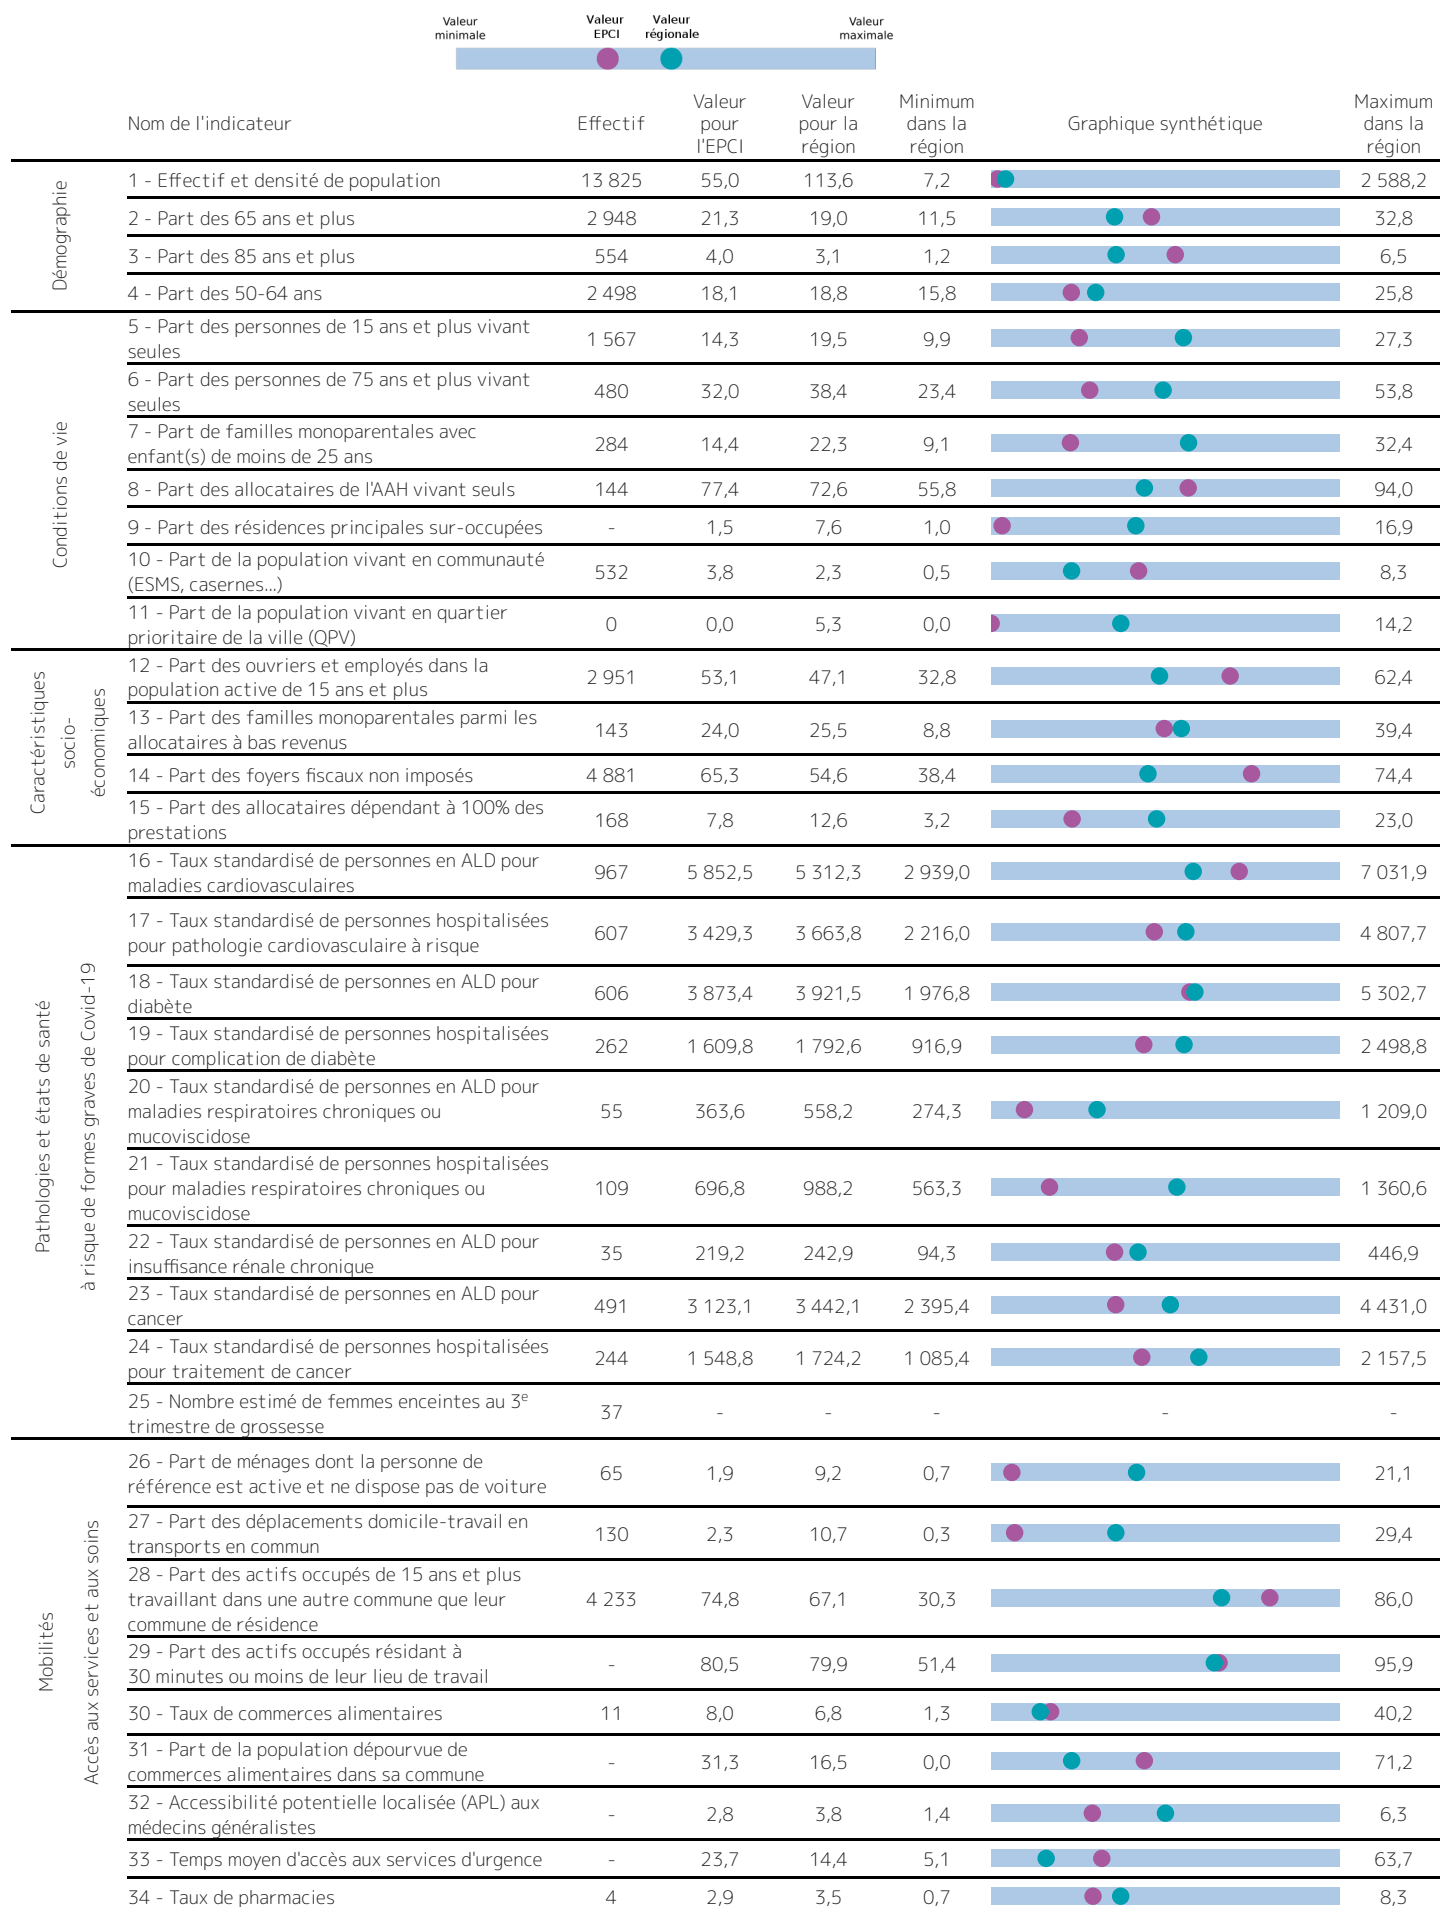 Valeur minimale
Valeur EPCI
Valeur régionale
Valeur maximale
Nom de l'indicateur
Effectif
Valeur pour l'EPCI
Valeur pour la région
Minimum dans la région
Graphique synthétique
Maximum dans la région
Démographie
1 - Effectif et densité de population 13 825 55,0 113,6 7,2 2 588,2
2 - Part des 65 ans et plus 2 948 21,3 19,0 11,5 32,8
3 - Part des 85 ans et plus 554 4,0 3,1 1,2 6,5
4 - Part des 50-64 ans 2 498 18,1 18,8 15,8 25,8
Conditions de vie
5 - Part des personnes de 15 ans et plus vivant
seules 1 567 14,3 19,5 9,9 27,3
6 - Part des personnes de 75 ans et plus vivant
seules 480 32,0 38,4 23,4 53,8
7 - Part de familles monoparentales avec
enfant(s) de moins de 25 ans 284 14,4 22,3 9,1 32,4
8 - Part des allocataires de l'AAH vivant seuls 144 77,4 72,6 55,8 94,0
9 - Part des résidences principales sur-occupées - 1,5 7,6 1,0 16,9
10 - Part de la population vivant en communauté
(ESMS, casernes...) 532 3,8 2,3 0,5 8,3
11 - Part de la population vivant en quartier
prioritaire de la ville (QPV) 0 0,0 5,3 0,0 14,2
Caractéristiques
socio-
économiques
12 - Part des ouvriers et employés dans la
population active de 15 ans et plus 2 951 53,1 47,1 32,8 62,4
13 - Part des familles monoparentales parmi les
allocataires à bas revenus 143 24,0 25,5 8,8 39,4
14 - Part des foyers fiscaux non imposés 4 881 65,3 54,6 38,4 74,4
15 - Part des allocataires dépendant à 100% des
prestations 168 7,8 12,6 3,2 23,0
Pathologies et états de santé
à risque de formes graves de Covid-19
16 - Taux standardisé de personnes en ALD pour
maladies cardiovasculaires 967 5 852,5 5 312,3 2 939,0 7 031,9
17 - Taux standardisé de personnes hospitalisées
pour pathologie cardiovasculaire à risque 607 3 429,3 3 663,8 2 216,0 4 807,7
18 - Taux standardisé de personnes en ALD pour
diabète 606 3 873,4 3 921,5 1 976,8 5 302,7
19 - Taux standardisé de personnes hospitalisées
pour complication de diabète 262 1 609,8 1 792,6 916,9 2 498,8
20 - Taux standardisé de personnes en ALD pour
maladies respiratoires chroniques ou 55 363,6 558,2 274,3 1 209,0
mucoviscidose
21 - Taux standardisé de personnes hospitalisées
pour maladies respiratoires chroniques ou 109 696,8 988,2 563,3 1 360,6
mucoviscidose
22 - Taux standardisé de personnes en ALD pour
insuffisance rénale chronique 35 219,2 242,9 94,3 446,9
23 - Taux standardisé de personnes en ALD pour
cancer 491 3 123,1 3 442,1 2 395,4 4 431,0
24 - Taux standardisé de personnes hospitalisées
pour traitement de cancer 244 1 548,8 1 724,2 1 085,4 2 157,5
25 - Nombre estimé de femmes enceintes au 3e
trimestre de grossesse 37 - - - - -
Mobilités
Accès aux services et aux soins
26 - Part de ménages dont la personne de
référence est active et ne dispose pas de voiture 65 1,9 9,2 0,7 21,1
27 - Part des déplacements domicile-travail en
transports en commun 130 2,3 10,7 0,3 29,4
28 - Part des actifs occupés de 15 ans et plus
travaillant dans une autre commune que leur 4 233 74,8 67,1 30,3 86,0
commune de résidence
29 - Part des actifs occupés résidant à
30 minutes ou moins de leur lieu de travail - 80,5 79,9 51,4 95,9
30 - Taux de commerces alimentaires 11 8,0 6,8 1,3 40,2
31 - Part de la population dépourvue de
commerces alimentaires dans sa commune - 31,3 16,5 0,0 71,2
32 - Accessibilité potentielle localisée (APL) aux
médecins généralistes - 2,8 3,8 1,4 6,3
33 - Temps moyen d'accès aux services d'urgence - 23,7 14,4 5,1 63,7
34 - Taux de pharmacies 4 2,9 3,5 0,7 8,3